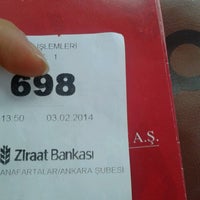 İŞLEMLERİ
1
698
13:50 03.02.2014
Ziraat Bankası
ANAFARTALAR/ANKARA ŞUBESİ
A.Ş.